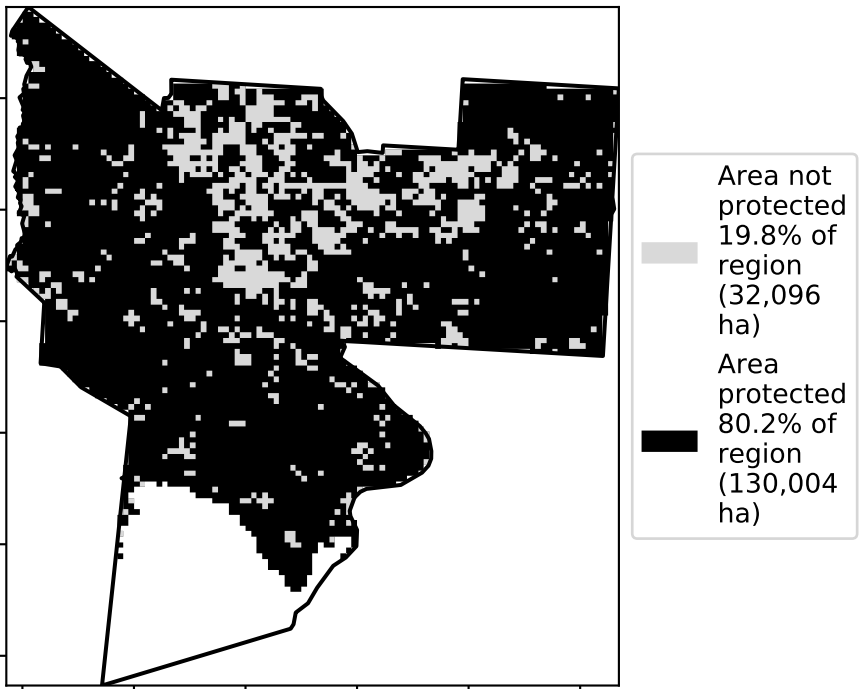 Area not
protected
19.8% of
region
(32,096
ha)
Area
protected
80.2% of
region
(130,004
ha)